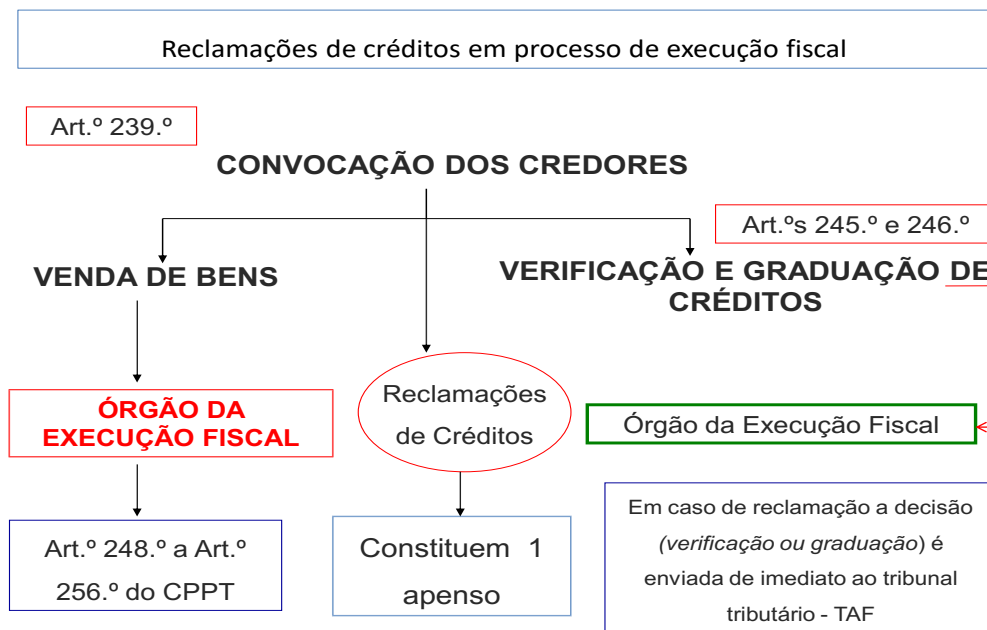 Reclamações de créditos em processo de execução fiscal
Art.º 239.º
CONVOCAÇÃO DOS CREDORES
Art.ºs 245.º e 246.º
VENDA DE BENS
VERIFICAÇÃO E GRADUAÇÃO DE
CRÉDITOS
ÓRGÃO DA
EXECUÇÃO FISCAL
Reclamações
de Créditos
Órgão da Execução Fiscal
Art.º 248.º a Art.º
256.º do CPPT
Constituem 1
apenso
Em caso de reclamação a decisão
(verificação ou graduação) é
enviada de imediato ao tribunal
tributário - TAF